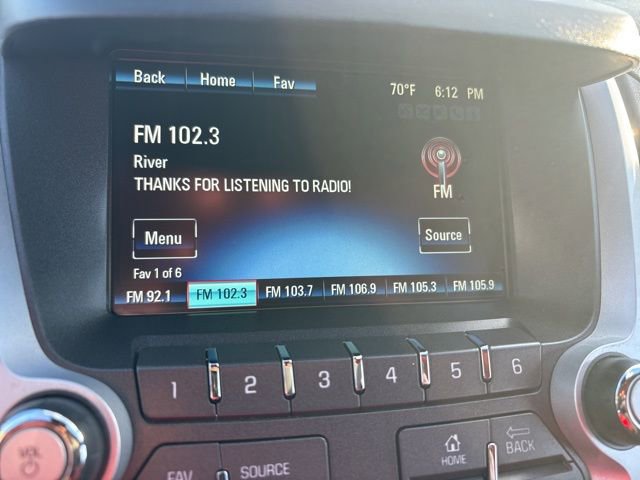 Back Home Fav 70°F 6:12 PM
FM 102.3
River
THANKS FOR LISTENING TO RADIO!
FM
Menu Source
Fav 1 of 6
FM 92.1 FM 102.3 FM 103.7 FM 106.9 FM 105.3 FM 105.9
1 2 3 4 5 6
VOL FAV SOURCE HOME BACK